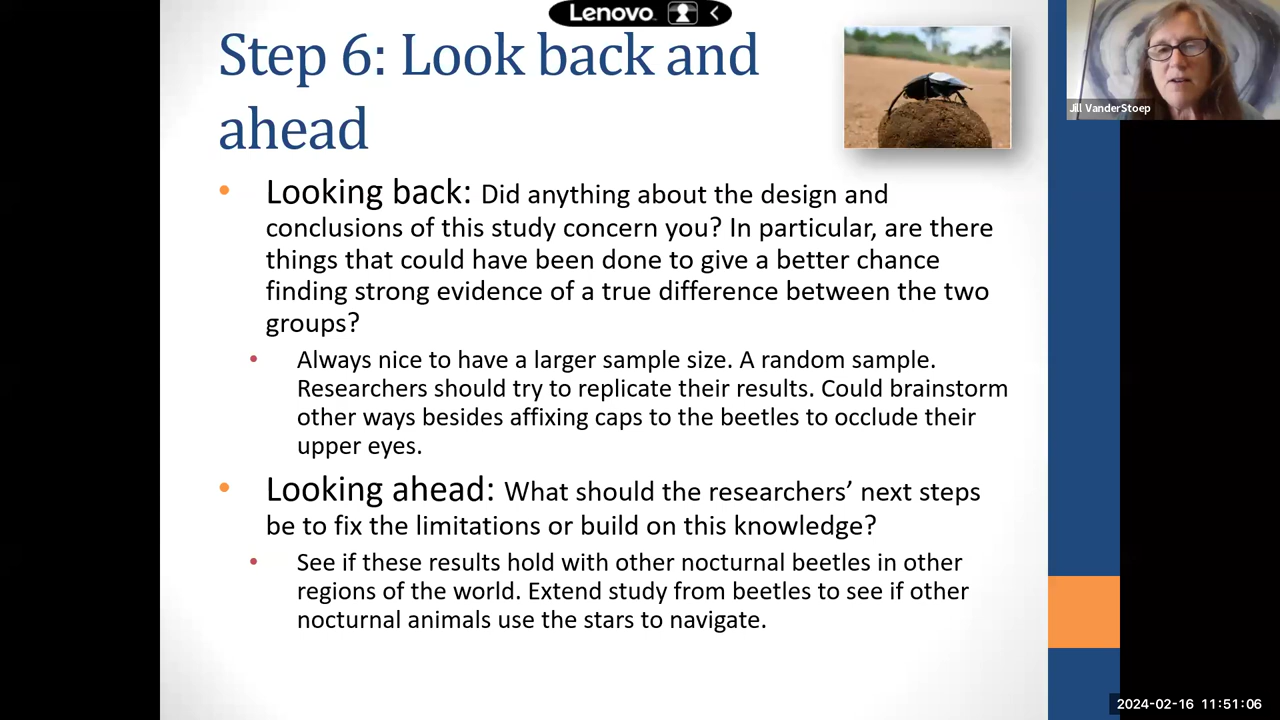 Lenovo
Step 6: Look back and
ahead
Jill VanderStoep
Looking back: Did anything about the design and
conclusions of this study concern you? In particular, are there
things that could have been done to give a better chance
finding strong evidence of a true difference between the two
groups?
Always nice to have a larger sample size. A random sample.
Researchers should try to replicate their results. Could brainstorm
other ways besides affixing caps to the beetles to occlude their
upper eyes.
Looking ahead: What should the researchers’ next steps
be to fix the limitations or build on this knowledge?
See if these results hold with other nocturnal beetles in other
regions of the world. Extend study from beetles to see if other
nocturnal animals use the stars to navigate.
2024-02-16 11:51:06